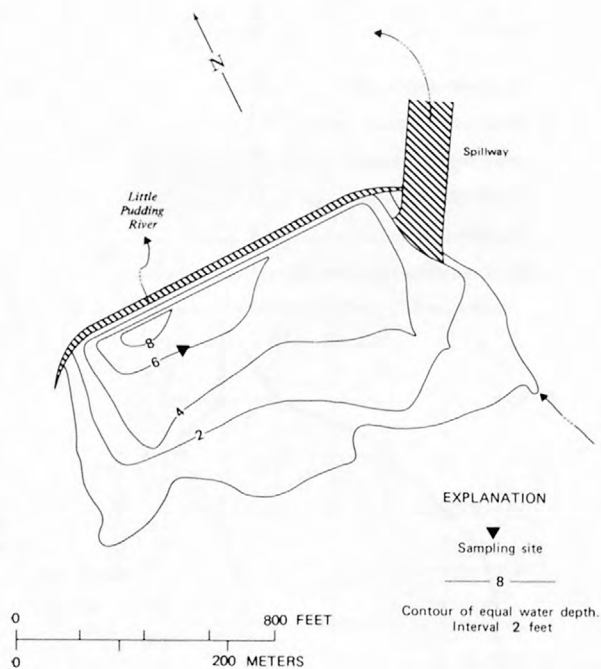 N
Spillway
Little
Pudding
River
8
6
4
2
EXPLANATION
Sampling site
8
Contour of equal water depth.
Interval 2 feet
0 800 FEET
0 200 METERS